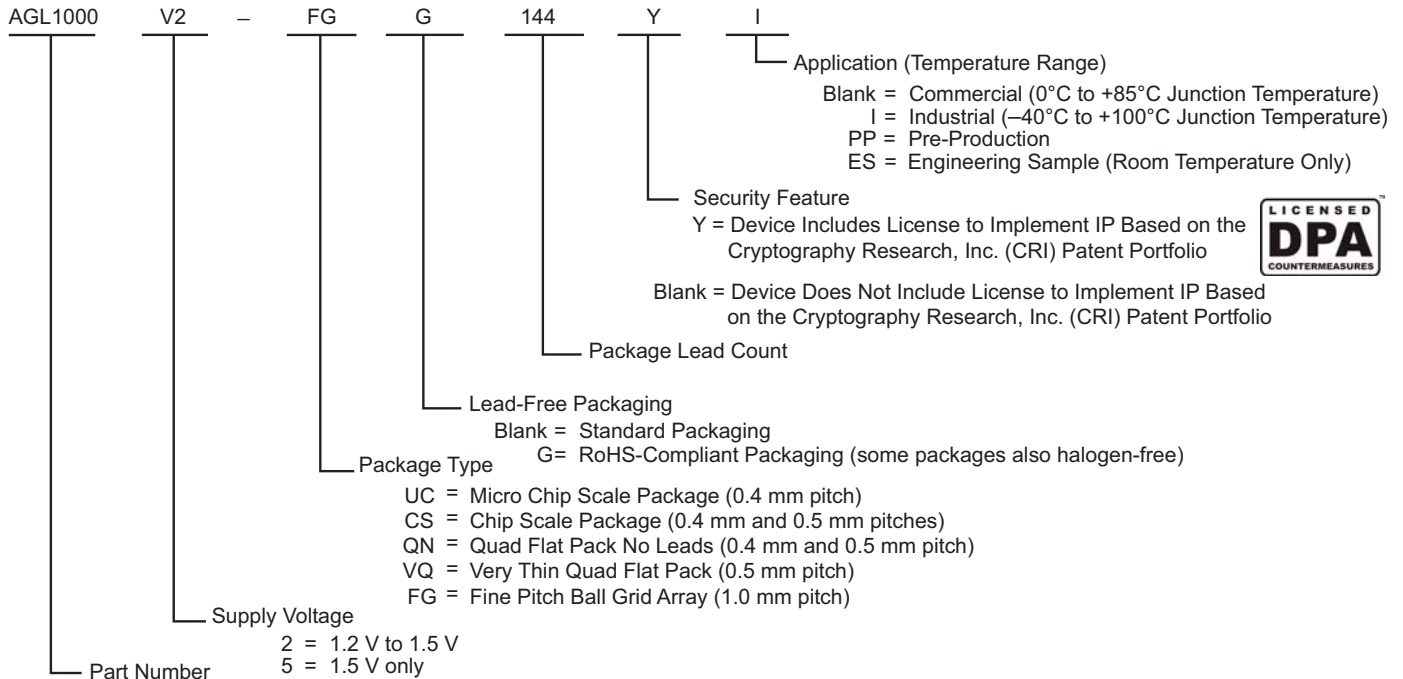 AGL1000 V2 – FG G 144 Y I
Application (Temperature Range)
Blank = Commercial (0°C to +85°C Junction Temperature)
I = Industrial (–40°C to +100°C Junction Temperature)
PP = Pre-Production
ES = Engineering Sample (Room Temperature Only)
Security Feature
Y = Device Includes License to Implement IP Based on the
Cryptography Research, Inc. (CRI) Patent Portfolio
LICENSED
DPA
COUNTERMEASURES
™
Blank = Device Does Not Include License to Implement IP Based
on the Cryptography Research, Inc. (CRI) Patent Portfolio
Package Lead Count
Lead-Free Packaging
Blank = Standard Packaging
G= RoHS-Compliant Packaging (some packages also halogen-free)
Package Type
UC = Micro Chip Scale Package (0.4 mm pitch)
CS = Chip Scale Package (0.4 mm and 0.5 mm pitches)
QN = Quad Flat Pack No Leads (0.4 mm and 0.5 mm pitch)
VQ = Very Thin Quad Flat Pack (0.5 mm pitch)
FG = Fine Pitch Ball Grid Array (1.0 mm pitch)
Supply Voltage
2 = 1.2 V to 1.5 V
5 = 1.5 V only
Part Number